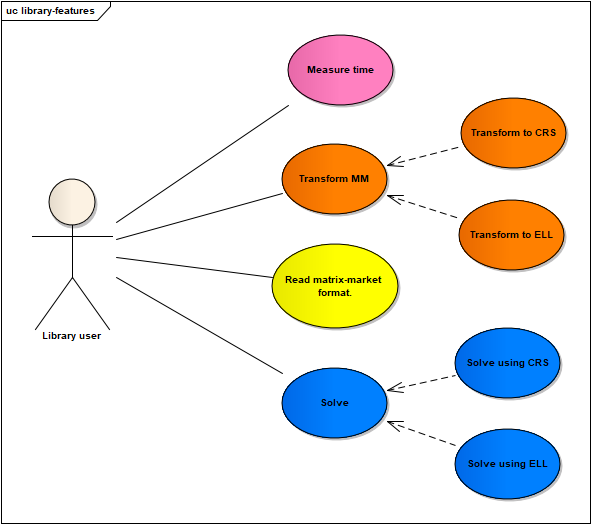 uc library-features
Measure time
Transform to CRS
Transform MM
Transform to ELL
Read matrix-market
format.
Library user
Solve using CRS
Solve
Solve using ELL